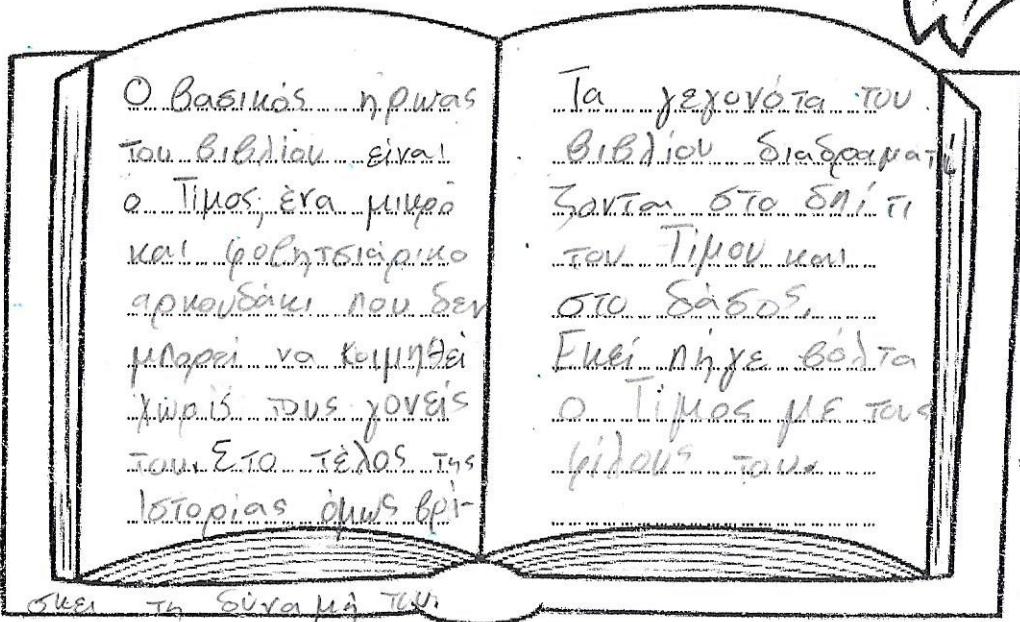 Ο βασικός ήρωας
του βιβλίου είναι
ο Τίμος, ένα μικρό
και φοβητσιάρικο
αρκουδάκι που δεν
μπορεί να κοιμηθεί
χωρίς τους γονείς
του. Στο τέλος της
Ιστορίας όμως βρί-
σκει τη δύναμή του.
Τα γεγονότα του
βιβλίου διαδραματί
ζονται στο σπίτι
του Τίμου και
στο δάσος.
Εκεί πήγε βόλτα
ο Τίμος με τους
φίλους του.